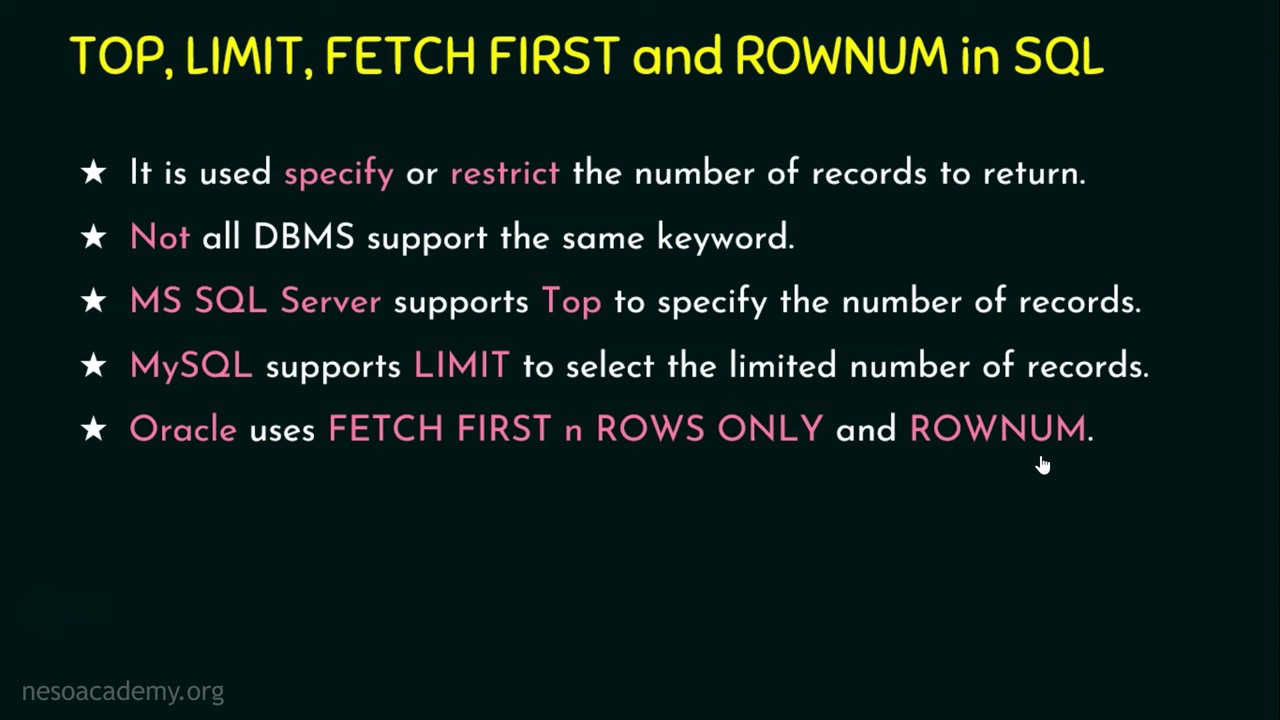 TOP, LIMIT, FETCH FIRST and ROWNUM in SQL
★ It is used specify or restrict the number of records to return.
★ Not all DBMS support the same keyword.
★ MS SQL Server supports Top to specify the number of records.
★ MySQL supports LIMIT to select the limited number of records.
★ Oracle uses FETCH FIRST n ROWS ONLY and ROWNUM.
nesoacademy.org